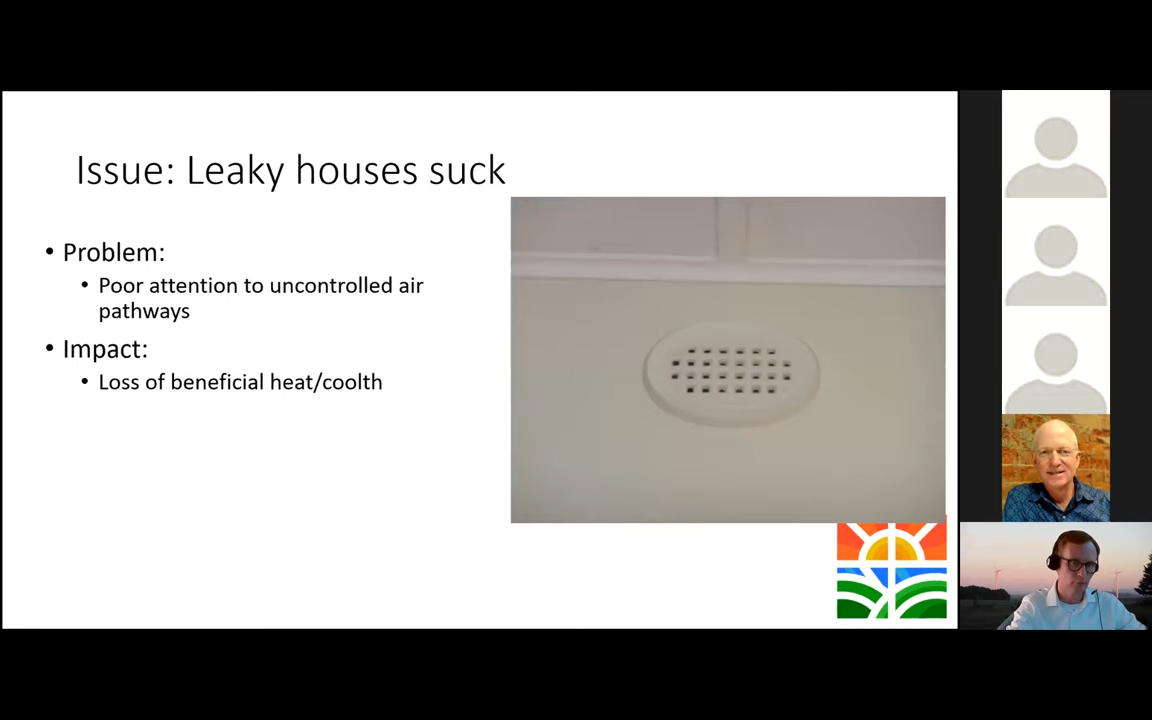 Issue: Leaky houses suck
• Problem:
• Poor attention to uncontrolled air
pathways
• Impact:
• Loss of beneficial heat/coolth